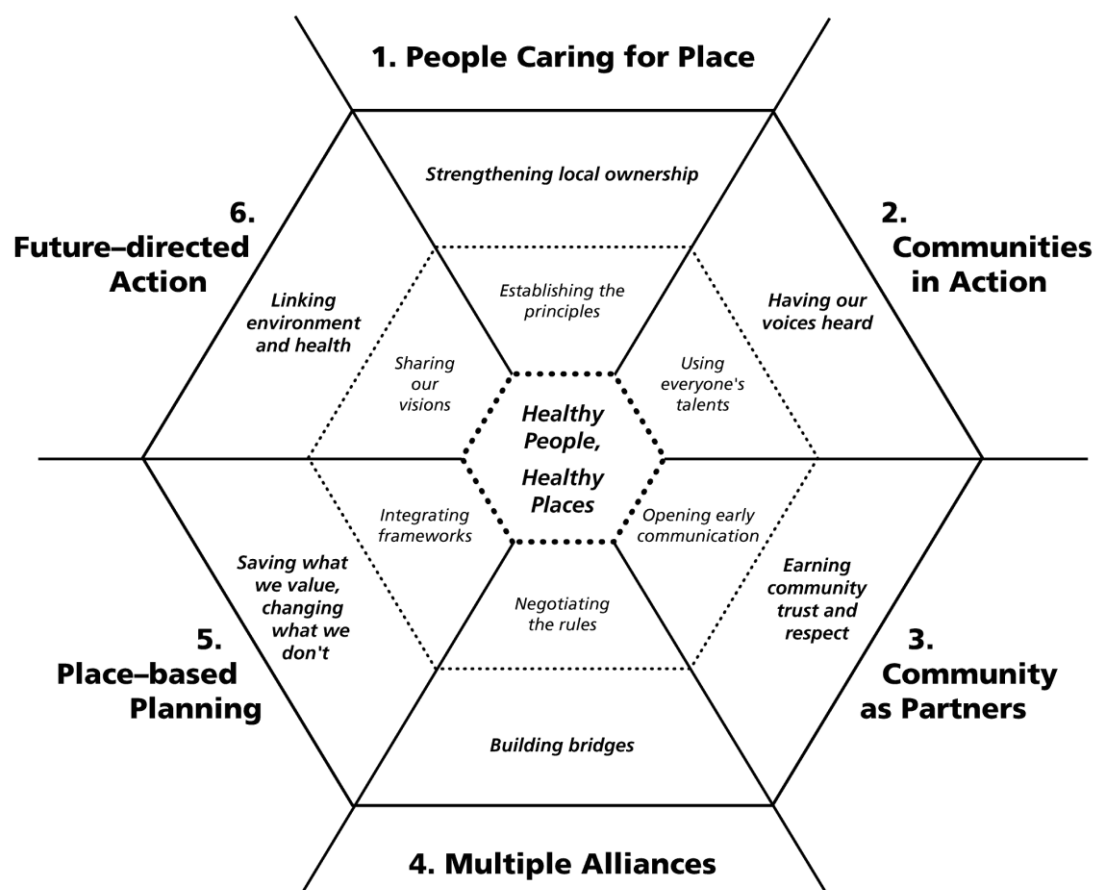 1. People Caring for Place
Strengthening local ownership
Establishing the
principles
2.
Communities
in Action
Having our
voices heard
Using
everyone's
talents
3.
Community
as Partners
Earning
community
trust and
respect
Opening early
communication
4. Multiple Alliances
Building bridges
Negotiating
the rules
5.
Place–based
Planning
Saving what
we value,
changing
what we
don't
Integrating
frameworks
6.
Future–directed
Action
Linking
environment
and health
Sharing
our
visions
Healthy
People,
Healthy
Places